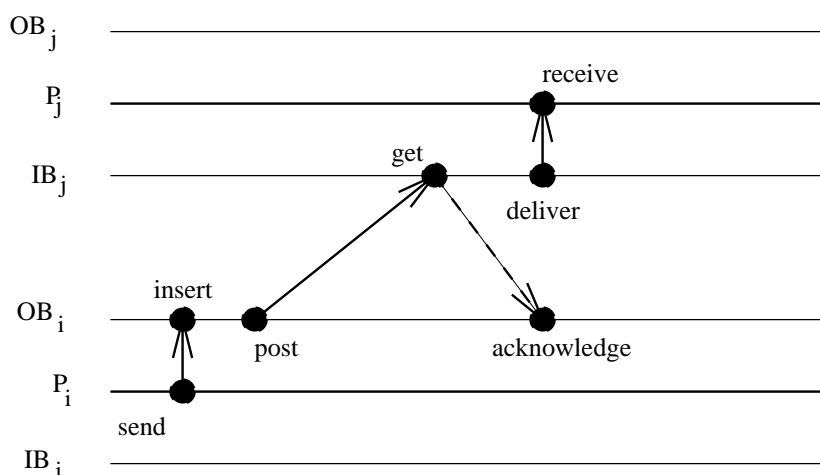 OB j
receive
P j
get
IB j
deliver
insert
OB i
post
acknowledge
P i
send
IB i